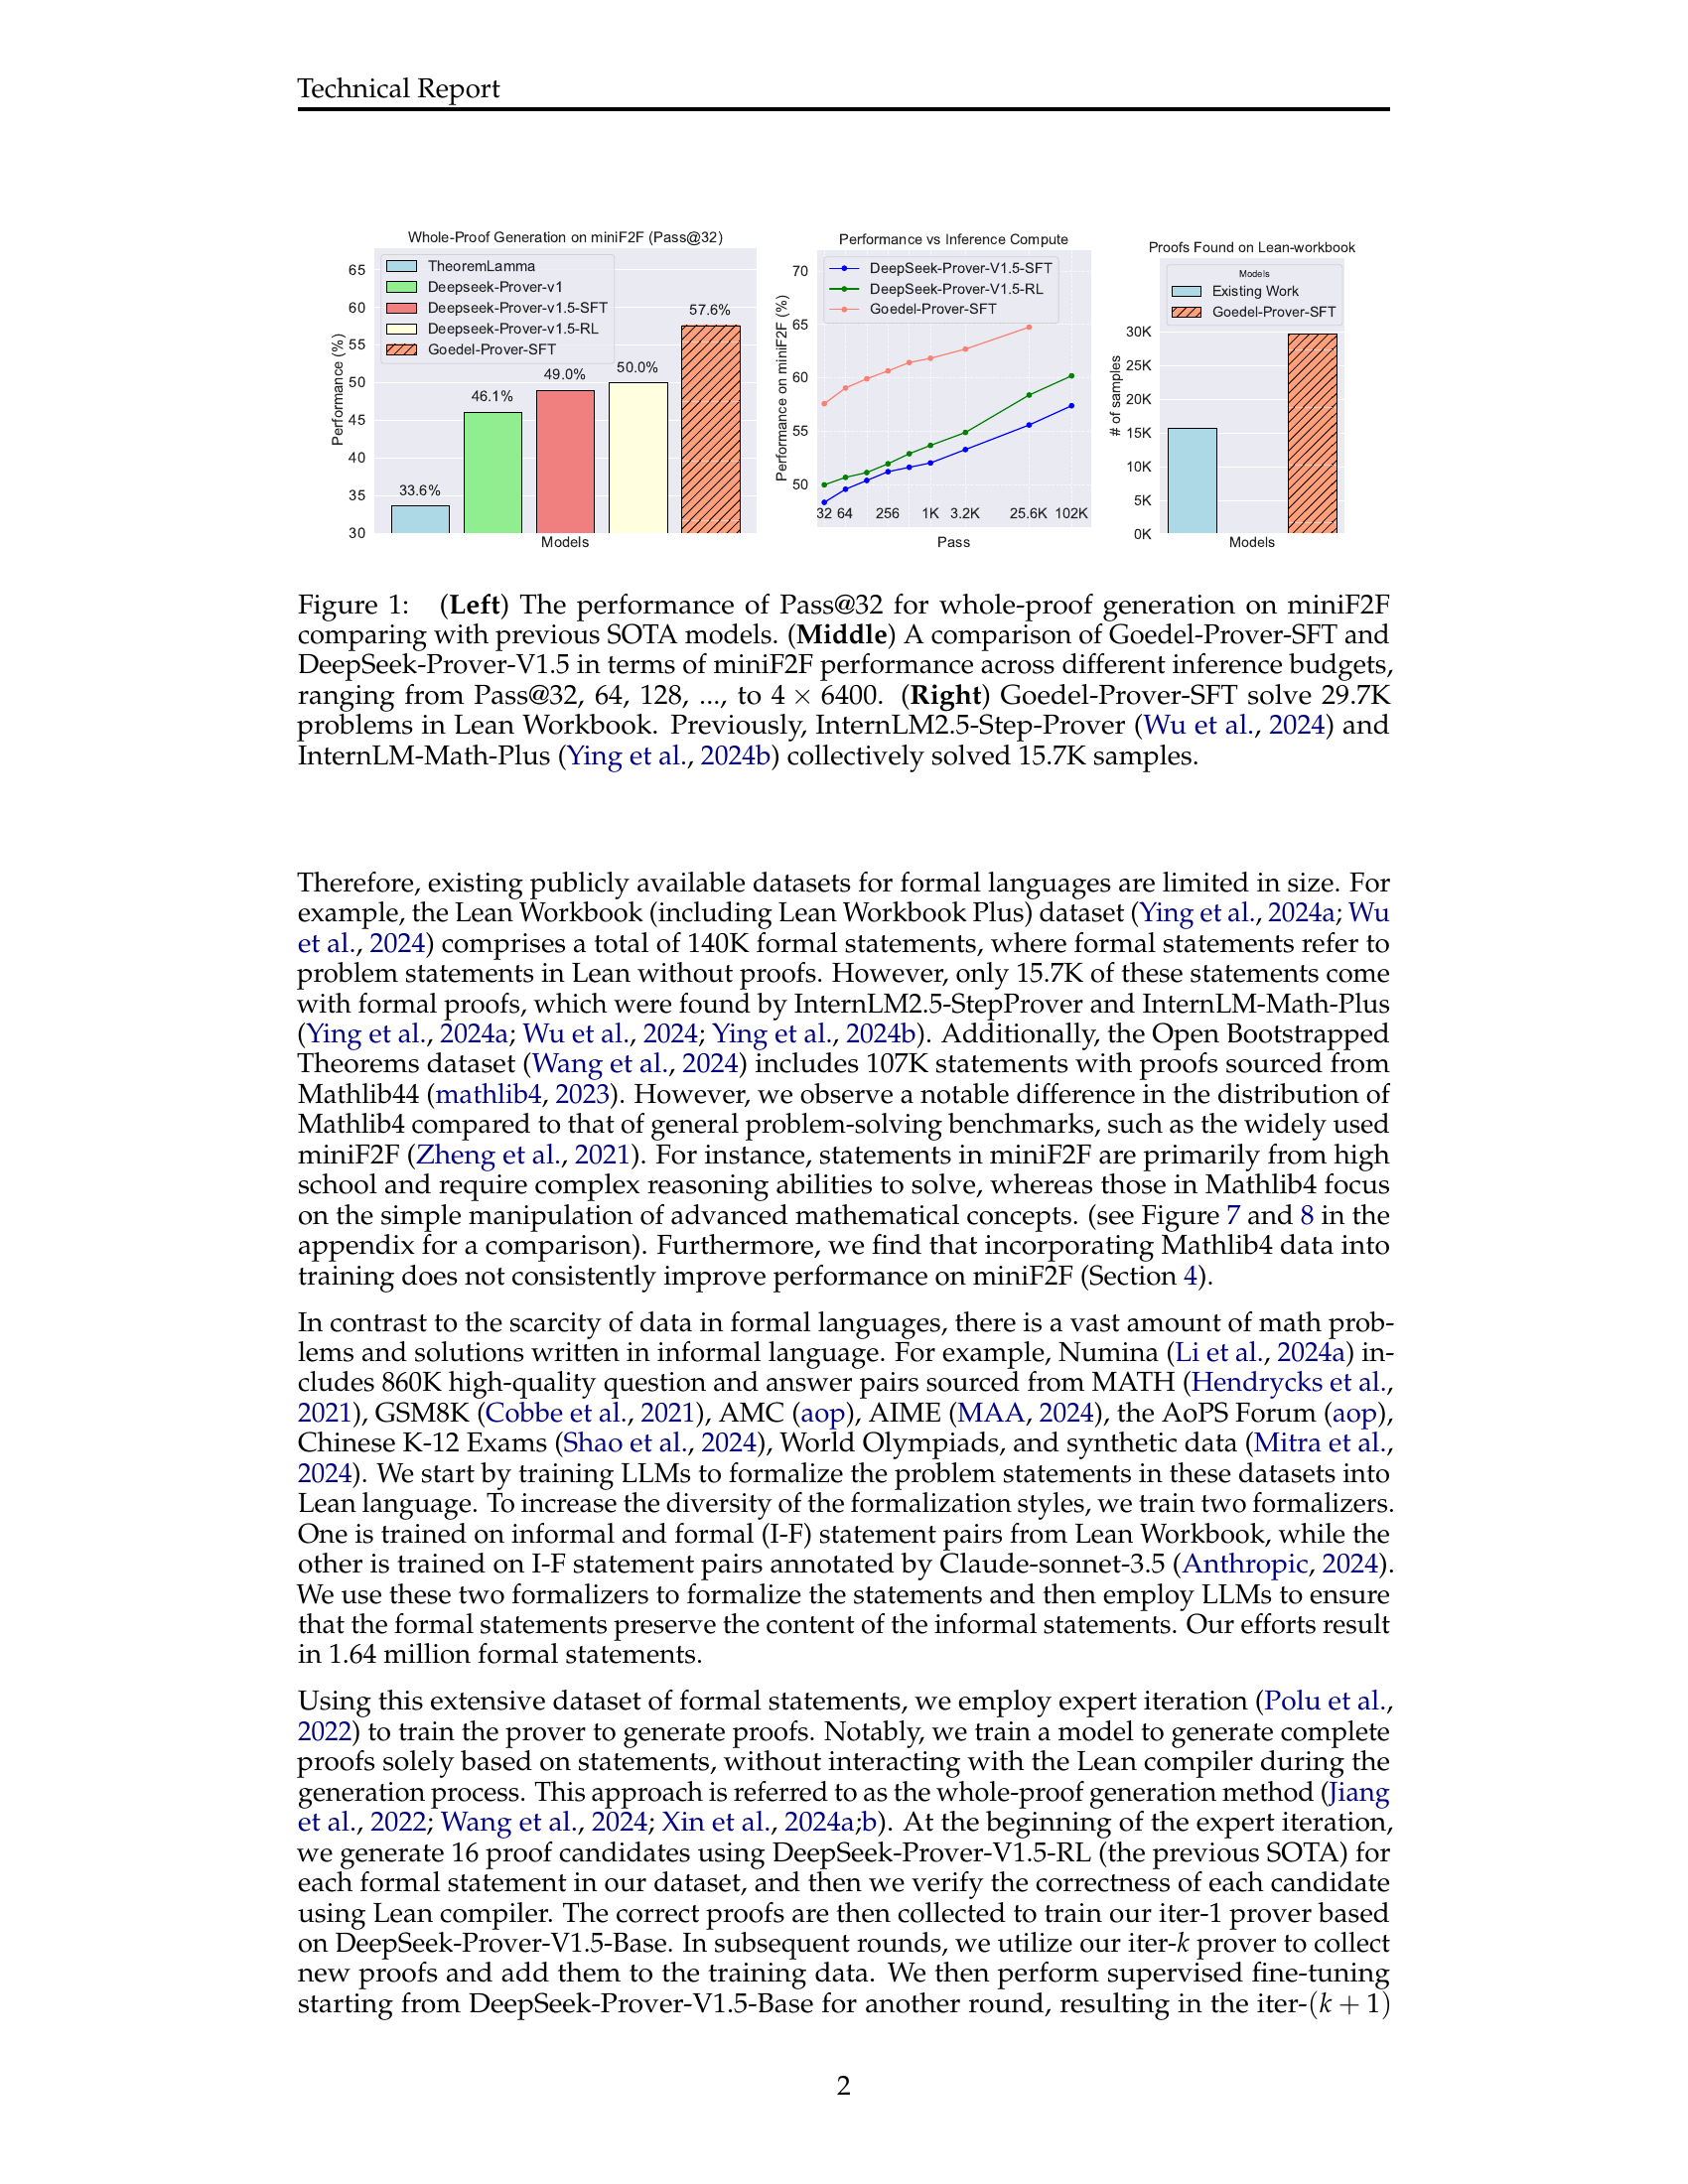 Technical Report
Whole-Proof Generation on miniF2F (Pass@32)
Performance (%)
65
60
55
50
45
40
35
30
TheoremLamma
Deepseek-Prover-v1
Deepseek-Prover-v1.5-SFT
Deepseek-Prover-v1.5-RL
Goedel-Prover-SFT
33.6%
46.1%
49.0%
50.0%
57.6%
Models
Performance vs Inference Compute
Performance on miniF2F (%)
70
65
60
55
50
DeepSeek-Prover-V1.5-SFT
DeepSeek-Prover-V1.5-RL
Goedel-Prover-SFT
32 64 256 1K 3.2K 25.6K 102K
Pass
Proofs Found on Lean-workbook
Models
Existing Work
Goedel-Prover-SFT
# of samples
30K
25K
20K
15K
10K
5K
0K
Models
Figure 1: (Left) The performance of Pass@32 for whole-proof generation on miniF2F
comparing with previous SOTA models. (Middle) A comparison of Goedel-Prover-SFT and
DeepSeek-Prover-V1.5 in terms of miniF2F performance across different inference budgets,
ranging from Pass@32, 64, 128, ..., to 4 × 6400. (Right) Goedel-Prover-SFT solve 29.7K
problems in Lean Workbook. Previously, InternLM2.5-Step-Prover (Wu et al., 2024) and
InternLM-Math-Plus (Ying et al., 2024b) collectively solved 15.7K samples.
Therefore, existing publicly available datasets for formal languages are limited in size. For
example, the Lean Workbook (including Lean Workbook Plus) dataset (Ying et al., 2024a; Wu
et al., 2024) comprises a total of 140K formal statements, where formal statements refer to
problem statements in Lean without proofs. However, only 15.7K of these statements come
with formal proofs, which were found by InternLM2.5-StepProver and InternLM-Math-Plus
(Ying et al., 2024a; Wu et al., 2024; Ying et al., 2024b). Additionally, the Open Bootstrapped
Theorems dataset (Wang et al., 2024) includes 107K statements with proofs sourced from
Mathlib44 (mathlib4, 2023). However, we observe a notable difference in the distribution of
Mathlib4 compared to that of general problem-solving benchmarks, such as the widely used
miniF2F (Zheng et al., 2021). For instance, statements in miniF2F are primarily from high
school and require complex reasoning abilities to solve, whereas those in Mathlib4 focus
on the simple manipulation of advanced mathematical concepts. (see Figure 7 and 8 in the
appendix for a comparison). Furthermore, we find that incorporating Mathlib4 data into
training does not consistently improve performance on miniF2F (Section 4).
In contrast to the scarcity of data in formal languages, there is a vast amount of math prob-
lems and solutions written in informal language. For example, Numina (Li et al., 2024a) in-
cludes 860K high-quality question and answer pairs sourced from MATH (Hendrycks et al.,
2021), GSM8K (Cobbe et al., 2021), AMC (aop), AIME (MAA, 2024), the AoPS Forum (aop),
Chinese K-12 Exams (Shao et al., 2024), World Olympiads, and synthetic data (Mitra et al.,
2024). We start by training LLMs to formalize the problem statements in these datasets into
Lean language. To increase the diversity of the formalization styles, we train two formalizers.
One is trained on informal and formal (I-F) statement pairs from Lean Workbook, while the
other is trained on I-F statement pairs annotated by Claude-sonnet-3.5 (Anthropic, 2024).
We use these two formalizers to formalize the statements and then employ LLMs to ensure
that the formal statements preserve the content of the informal statements. Our efforts result
in 1.64 million formal statements.
Using this extensive dataset of formal statements, we employ expert iteration (Polu et al.,
2022) to train the prover to generate proofs. Notably, we train a model to generate complete
proofs solely based on statements, without interacting with the Lean compiler during the
generation process. This approach is referred to as the whole-proof generation method (Jiang
et al., 2022; Wang et al., 2024; Xin et al., 2024a;b). At the beginning of the expert iteration,
we generate 16 proof candidates using DeepSeek-Prover-V1.5-RL (the previous SOTA) for
each formal statement in our dataset, and then we verify the correctness of each candidate
using Lean compiler. The correct proofs are then collected to train our iter-1 prover based
on DeepSeek-Prover-V1.5-Base. In subsequent rounds, we utilize our iter-k prover to collect
new proofs and add them to the training data. We then perform supervised fine-tuning
starting from DeepSeek-Prover-V1.5-Base for another round, resulting in the iter-(k + 1)
2